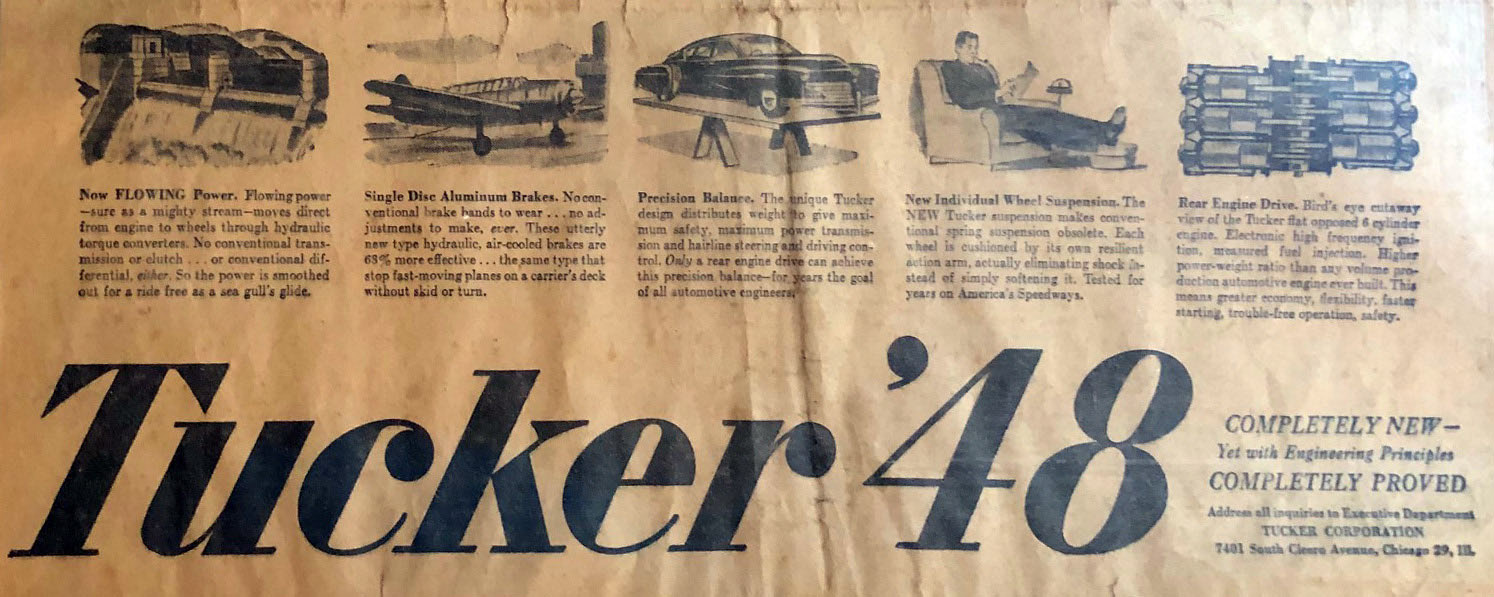 Now FLOWING Power. Flowing power
—sure as a mighty stream—moves direct
from engine to wheels through hydraulic
torque converters. No conventional trans-
mission or clutch . . . or conventional dif-
ferential, either. So the power is smoothed
out for a ride free as a sea gull's glide.
Single Disc Aluminum Brakes. No con-
ventional brake bands to wear . . . no ad-
justments to make, ever. These utterly
new type hydraulic, air-cooled brakes are
68% more effective . . . the same type that
stop fast-moving planes on a carrier's deck
without skid or turn.
Precision Balance. The unique Tucker
design distributes weight to give maxi-
mum safety, maximum power transmis-
sion and hairline steering and driving con-
trol. Only a rear engine drive can achieve
this precision balance—for years the goal
of all automotive engineers.
New Individual Wheel Suspension. The
NEW Tucker suspension makes conven-
tional spring suspension obsolete. Each
wheel is cushioned by its own resilient
action arm, actually eliminating shock in-
stead of simply softening it. Tested for
years on America's Speedways.
Rear Engine Drive. Bird's eye cutaway
view of the Tucker flat opposed 6 cylinder
engine. Electronic high frequency igni-
tion, measured fuel injection. Higher
power-weight ratio than any volume pro-
duction automotive engine ever built. This
means greater economy, flexibility, faster
starting, trouble-free operation, safety.
Tucker '48
COMPLETELY NEW—
Yet with Engineering Principles
COMPLETELY PROVED
Address all inquiries to Executive Department
TUCKER CORPORATION
7401 South Cicero Avenue, Chicago 29, Ill.